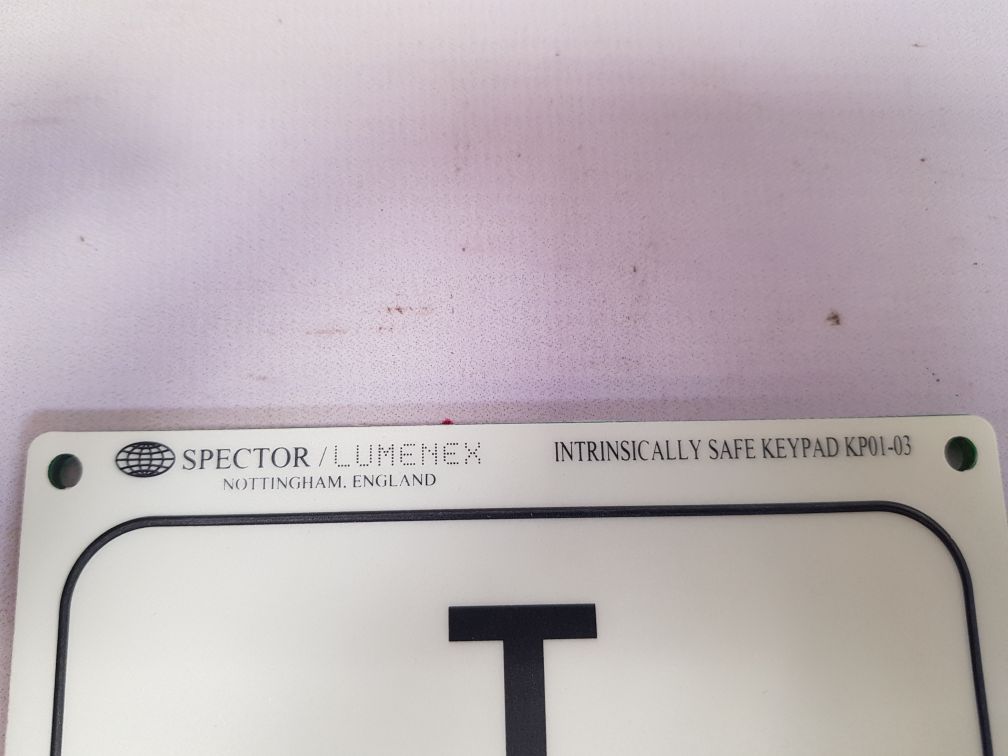 SPECTOR / LUMENEX
NOTTINGHAM. ENGLAND
INTRINSICALLY SAFE KEYPAD KP01-03
T